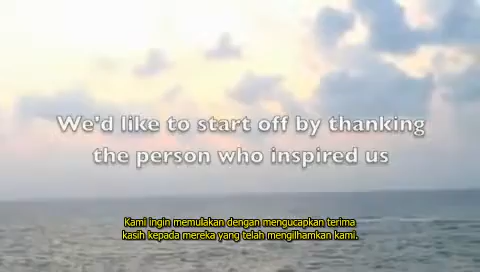 We'd like to start off by thanking
the person who inspired us
Kami ingin memulakan dengan mengucapkan terima
kasih kepada mereka yang telah mengilhamkan kami.